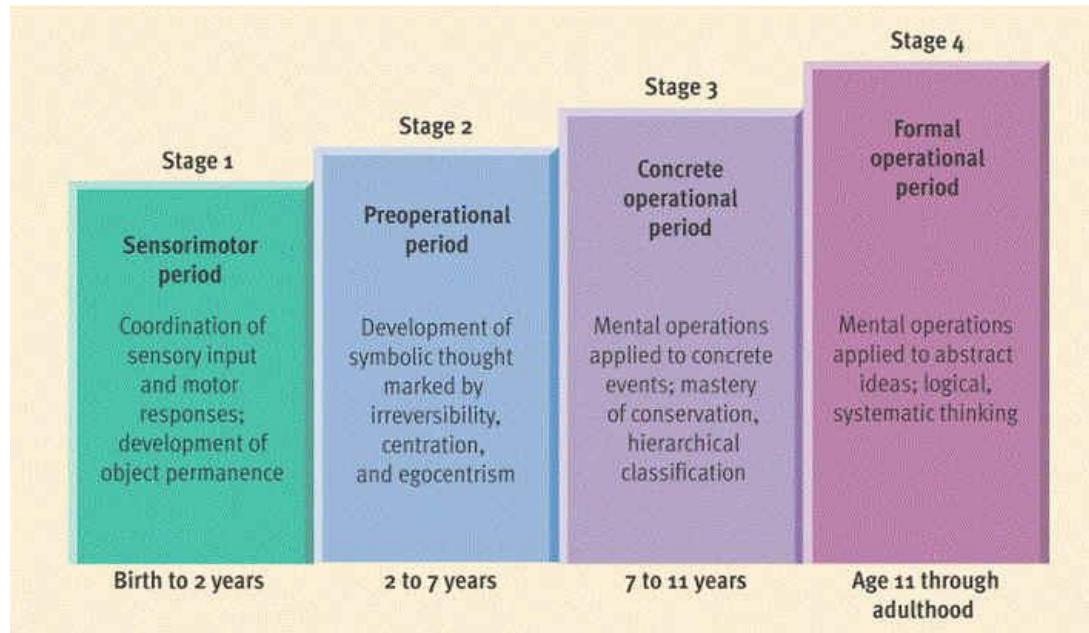 Stage 1
Sensorimotor
period
Coordination of
sensory input
and motor
responses;
development of
object permanence
Birth to 2 years
Stage 2
Preoperational
period
Development of
symbolic thought
marked by
irreversibility,
centration,
and egocentrism
2 to 7 years
Stage 3
Concrete
operational
period
Mental operations
applied to concrete
events; mastery
of conservation,
hierarchical
classification
7 to 11 years
Stage 4
Formal
operational
period
Mental operations
applied to abstract
ideas; logical,
systematic thinking
Age 11 through
adulthood